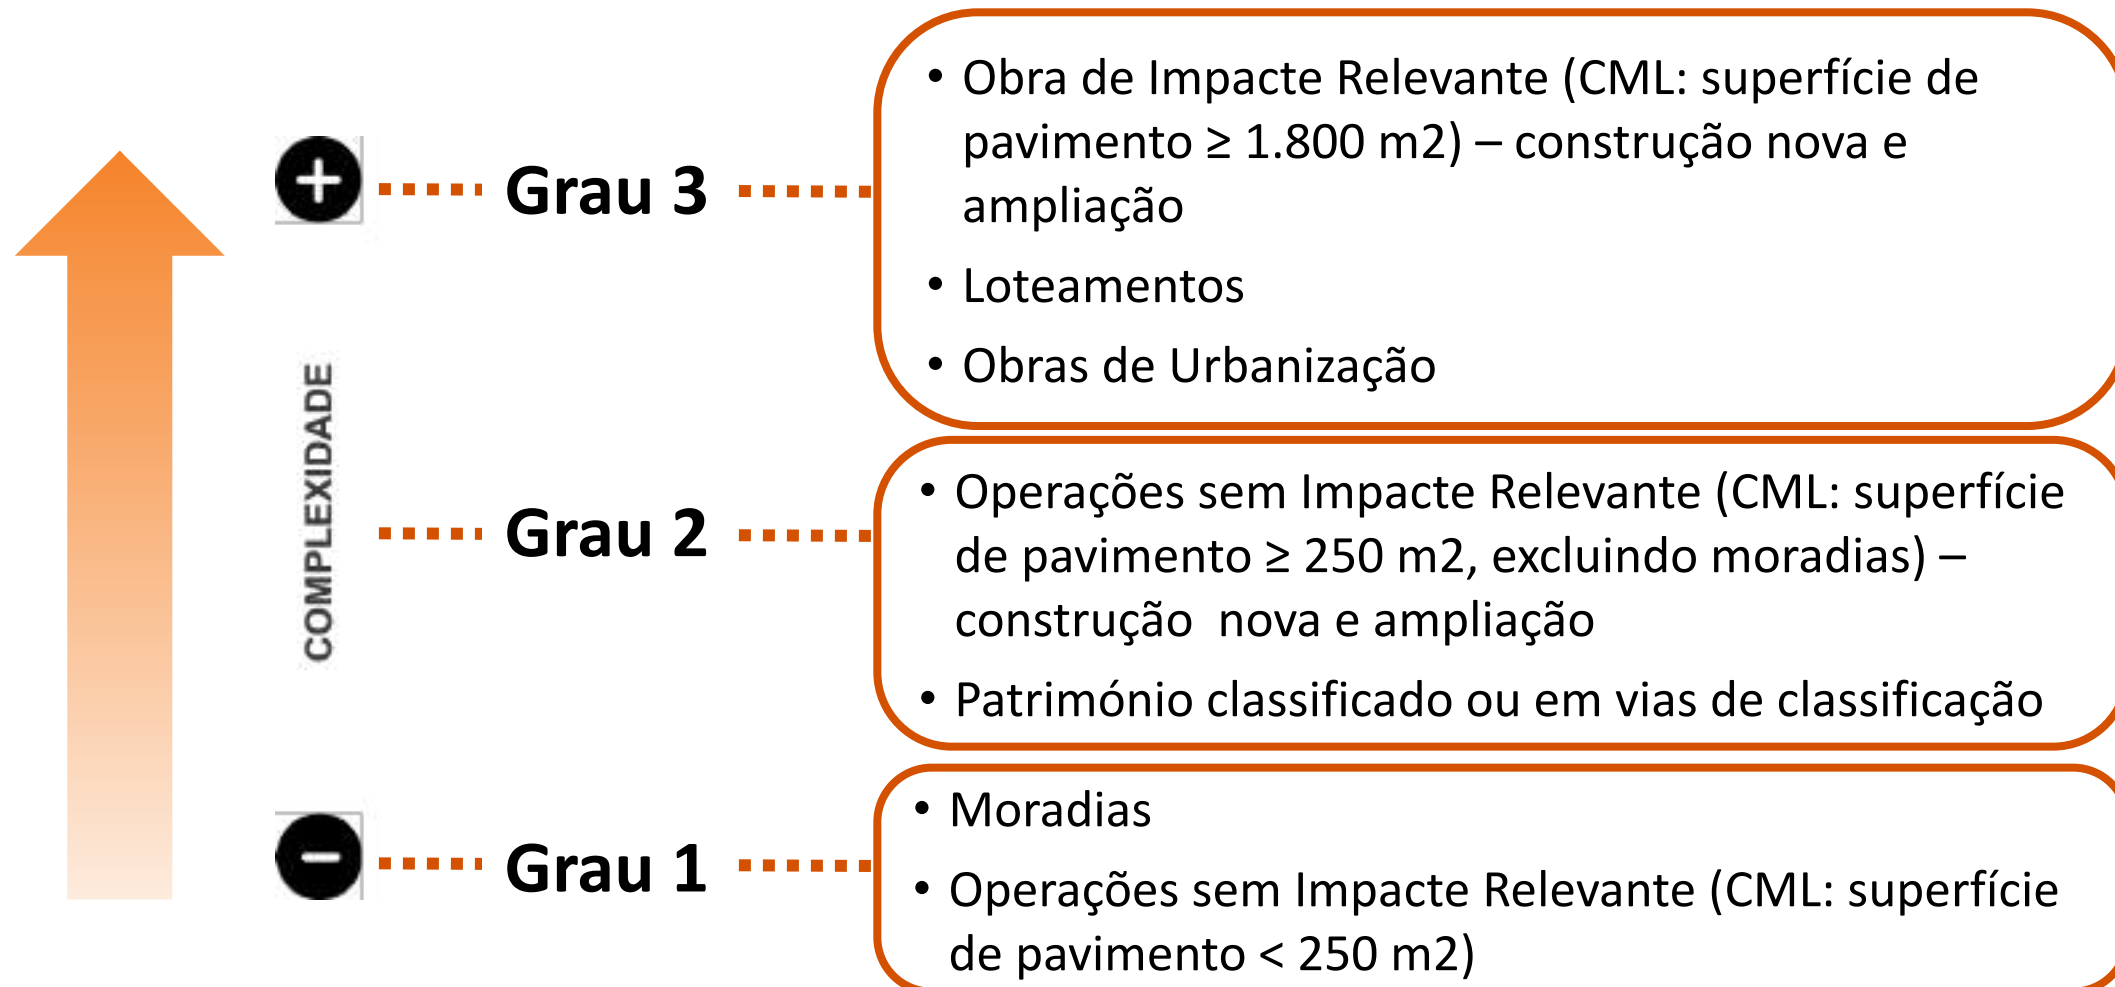 Grau 3
• Obra de Impacte Relevante (CML: superfície de
pavimento ≥ 1.800 m2) – construção nova e
ampliação
• Loteamentos
• Obras de Urbanização
COMPLEXIDADE
Grau 2
• Operações sem Impacte Relevante (CML: superfície
de pavimento ≥ 250 m2, excluindo moradias) –
construção  nova e ampliação
• Património classificado ou em vias de classificação
Grau 1
• Moradias
• Operações sem Impacte Relevante (CML: superfície
de pavimento < 250 m2)